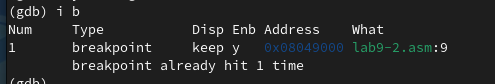 (gdb) i b
Num     Type           Disp Enb Address    What
1       breakpoint     keep y   0x08049000 lab9-2.asm:9
        breakpoint already hit 1 time
(gdb)